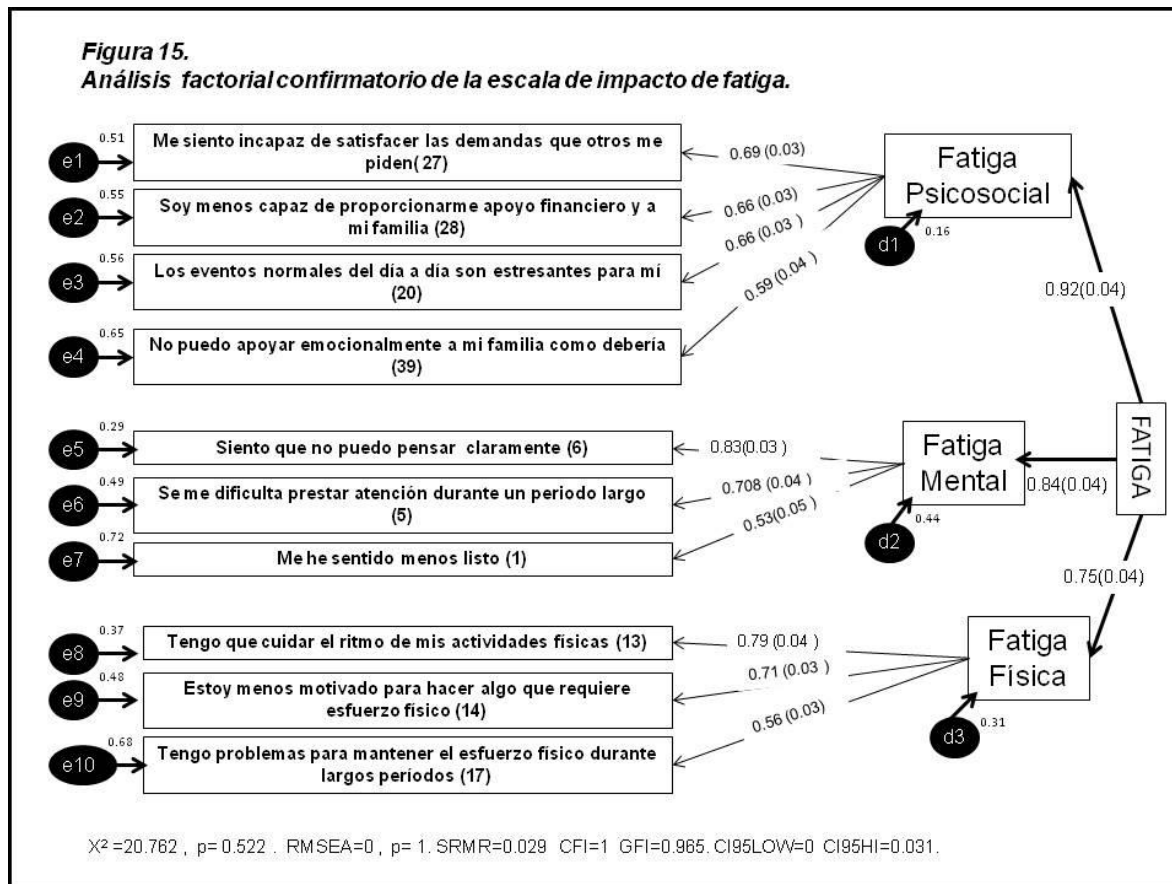 Figura 15.
Análisis factorial confirmatorio de la escala de impacto de fatiga.
e1
0.51
Me siento incapaz de satisfacer las demandas que otros me
piden( 27)
0.69 (0.03)
e2
0.55
Soy menos capaz de proporcionarme apoyo financiero y a
mi familia (28)
0.66 (0.03)
e3
0.56
Los eventos normales del día a día son estresantes para mí
(20)
0.66 (0.03 )
e4
0.65
No puedo apoyar emocionalmente a mi familia como debería
(39)
0.59 (0.04 )
Fatiga
Psicosocial
d1
0.16
0.92(0.04)
e5
0.29
Siento que no puedo pensar claramente (6)
0.83(0.03 )
e6
0.49
Se me dificulta prestar atención durante un periodo largo
(5)
0.708 (0.04 )
e7
0.72
Me he sentido menos listo (1)
0.53(0.05 )
Fatiga
Mental
d2
0.44
0.84(0.04)
FATIGA
0.75(0.04)
e8
0.37
Tengo que cuidar el ritmo de mis actividades físicas (13)
0.79 (0.04 )
e9
0.48
Estoy menos motivado para hacer algo que requiere
esfuerzo físico (14)
0.71 (0.03 )
e10
0.68
Tengo problemas para mantener el esfuerzo físico durante
largos períodos (17)
0.56 (0.03)
Fatiga
Física
d3
0.31
X² =20.762 , p= 0.522 . RMSEA=0 , p= 1. SRMR=0.029 CFI=1 GFI=0.965. CI95LOW=0 CI95HI=0.031.